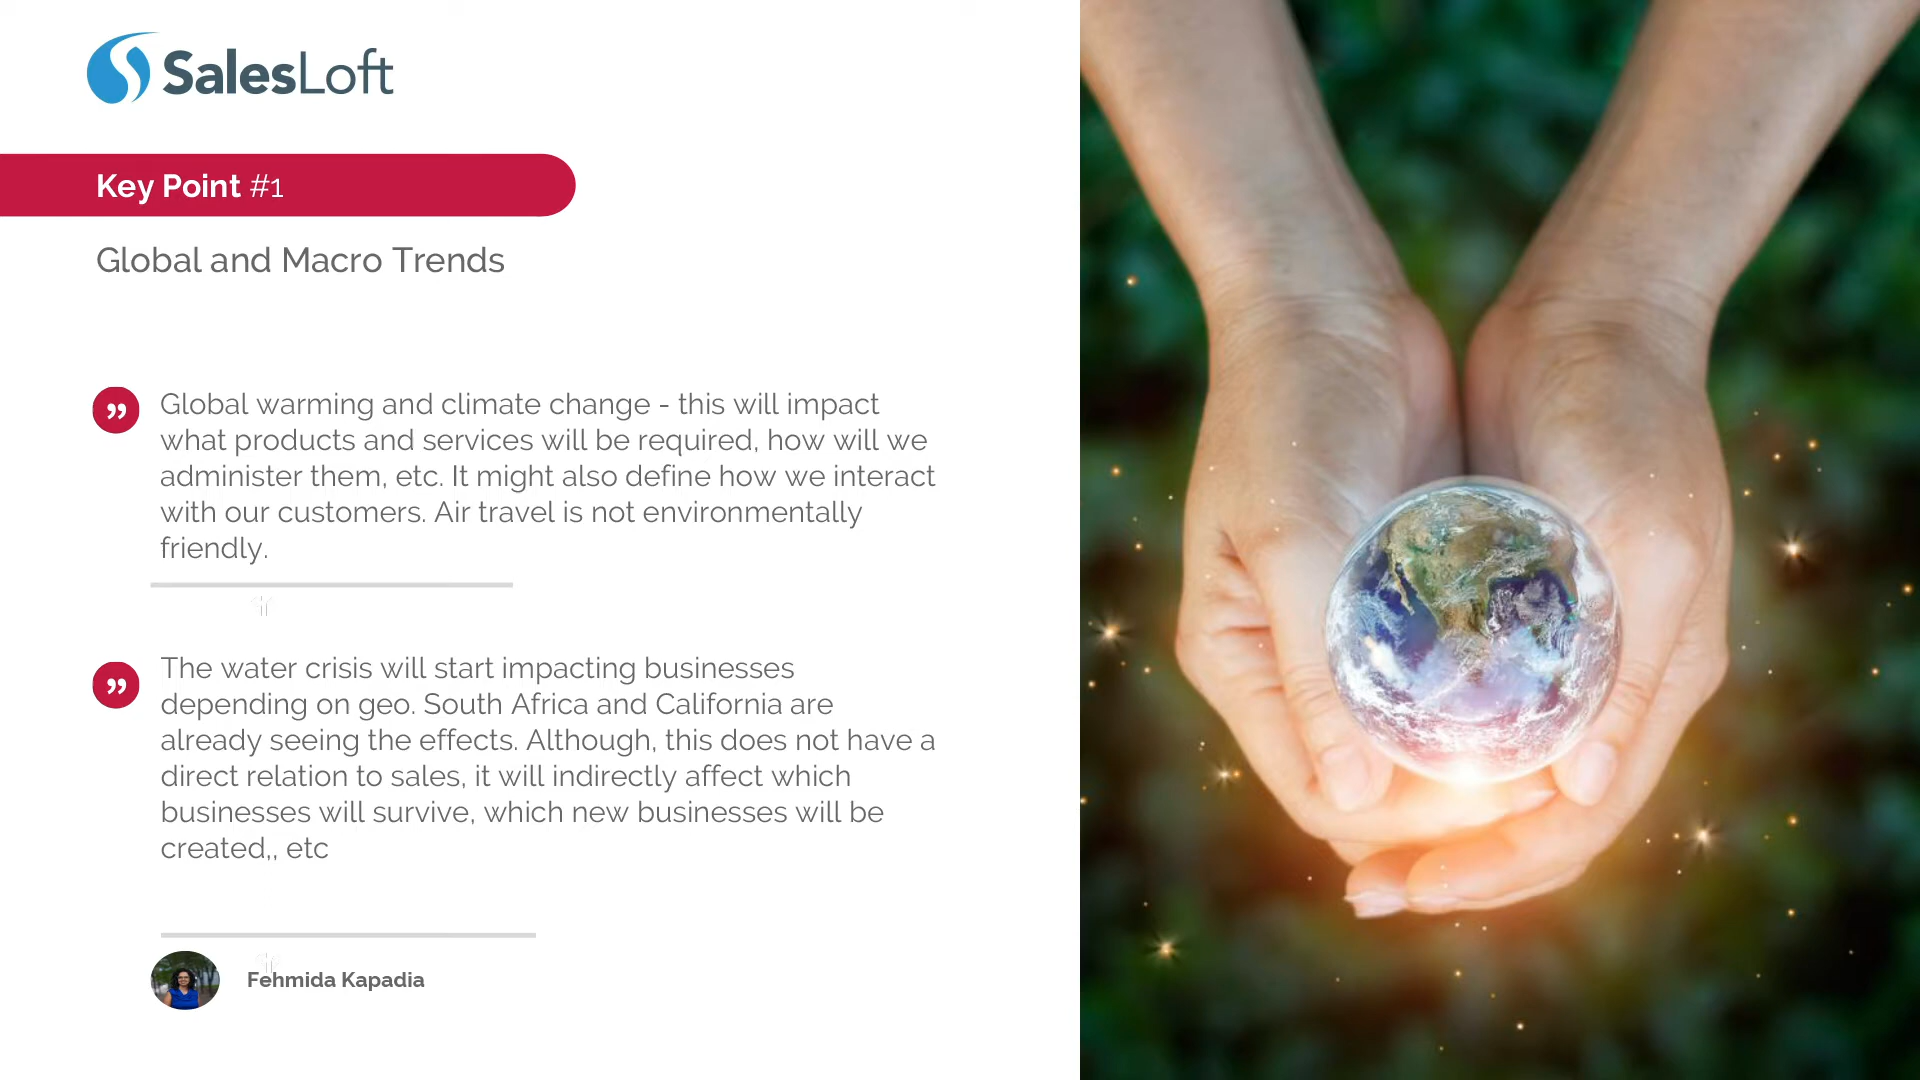 SalesLoft
Key Point #1
Global and Macro Trends
Global warming and climate change - this will impact
what products and services will be required, how will we
administer them, etc. It might also define how we interact
with our customers. Air travel is not environmentally
friendly.
The water crisis will start impacting businesses
depending on geo. South Africa and California are
already seeing the effects. Although, this does not have a
direct relation to sales, it will indirectly affect which
businesses will survive, which new businesses will be
created,, etc
Fehmida Kapadia